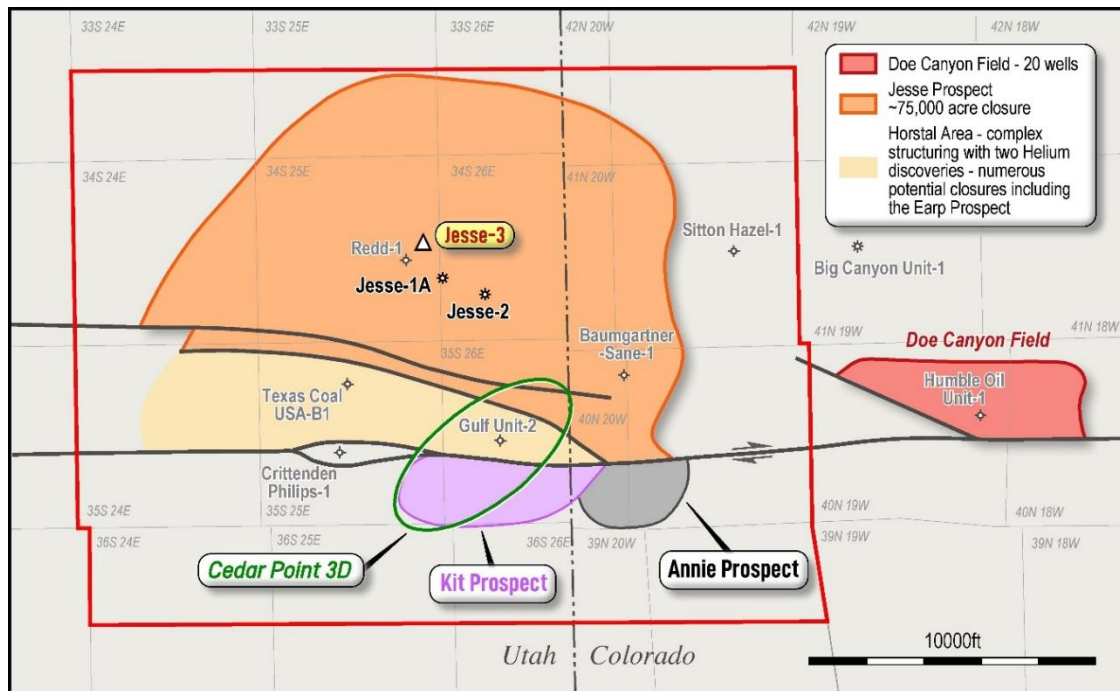 33S 24E
33S 25E
33S 26E
42N 20W
42N 19W
42N 18W
Doe Canyon Field - 20 wells
Jesse Prospect
~75,000 acre closure
Horstal Area - complex
structuring with two Helium
discoveries - numerous
potential closures including
the Earp Prospect
34S 24E
34S 25E
34S 26E
41N 20W
Jesse-3
Redd-1
Sitton Hazel-1
Big Canyon Unit-1
Jesse-1A
Jesse-2
41N 19W
41N 18W
35S 26E
Baumgartner
-Sane-1
Doe Canyon Field
Humble Oil
Unit-1
Texas Coal
USA-B1
Gulf Unit-2
40N 20W
Crittenden
Philips-1
35S 24E
35S 25E
40N 19W
40N 18W
36S 24E
36S 25E
36S 26E
39N 20W
39N 19W
39N 18W
Cedar Point 3D
Kit Prospect
Annie Prospect
Utah
Colorado
10000ft